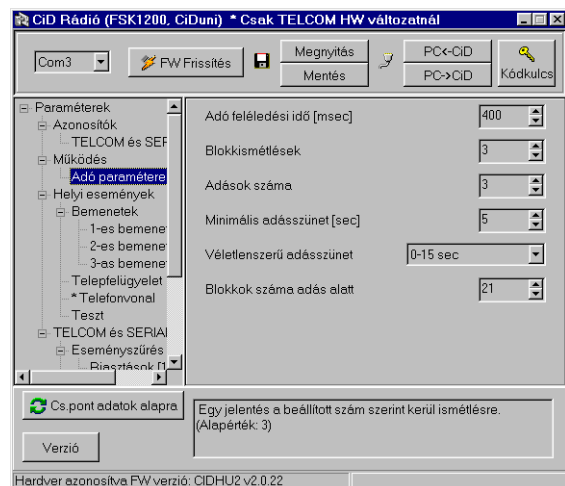 CiD Rádió (FSK1200, CiDuni) * Csak TELCOM HW változatnál
Com3
FW Frissítés
Megnyitás
Mentés
PC<-CiD
PC->CiD
Kódkulcs
Paraméterek
Azonosítók
TELCOM és SER
Működés
Adó paramétere
Helyi események
Bemenetek
1-es bemene
2-es bemene
3-as bemene
Telepfelügyelet
* Telefonvonal
Teszt
TELCOM és SERIA
Eseményszűrés
Riasztások [1
Adó feléledési idő [msec] 400
Blokkismétlések 3
Adások száma 3
Minimális adásszünet [sec] 5
Véletlenszerű adásszünet 0-15 sec
Blokkok száma adás alatt 21
Cs.pont adatok alapra
Verzió
Egy jelentés a beállított szám szerint kerül ismétlésre.
(Alapérték: 3)
Hardver azonosítva FW verzió: CIDHU2 v2.0.22